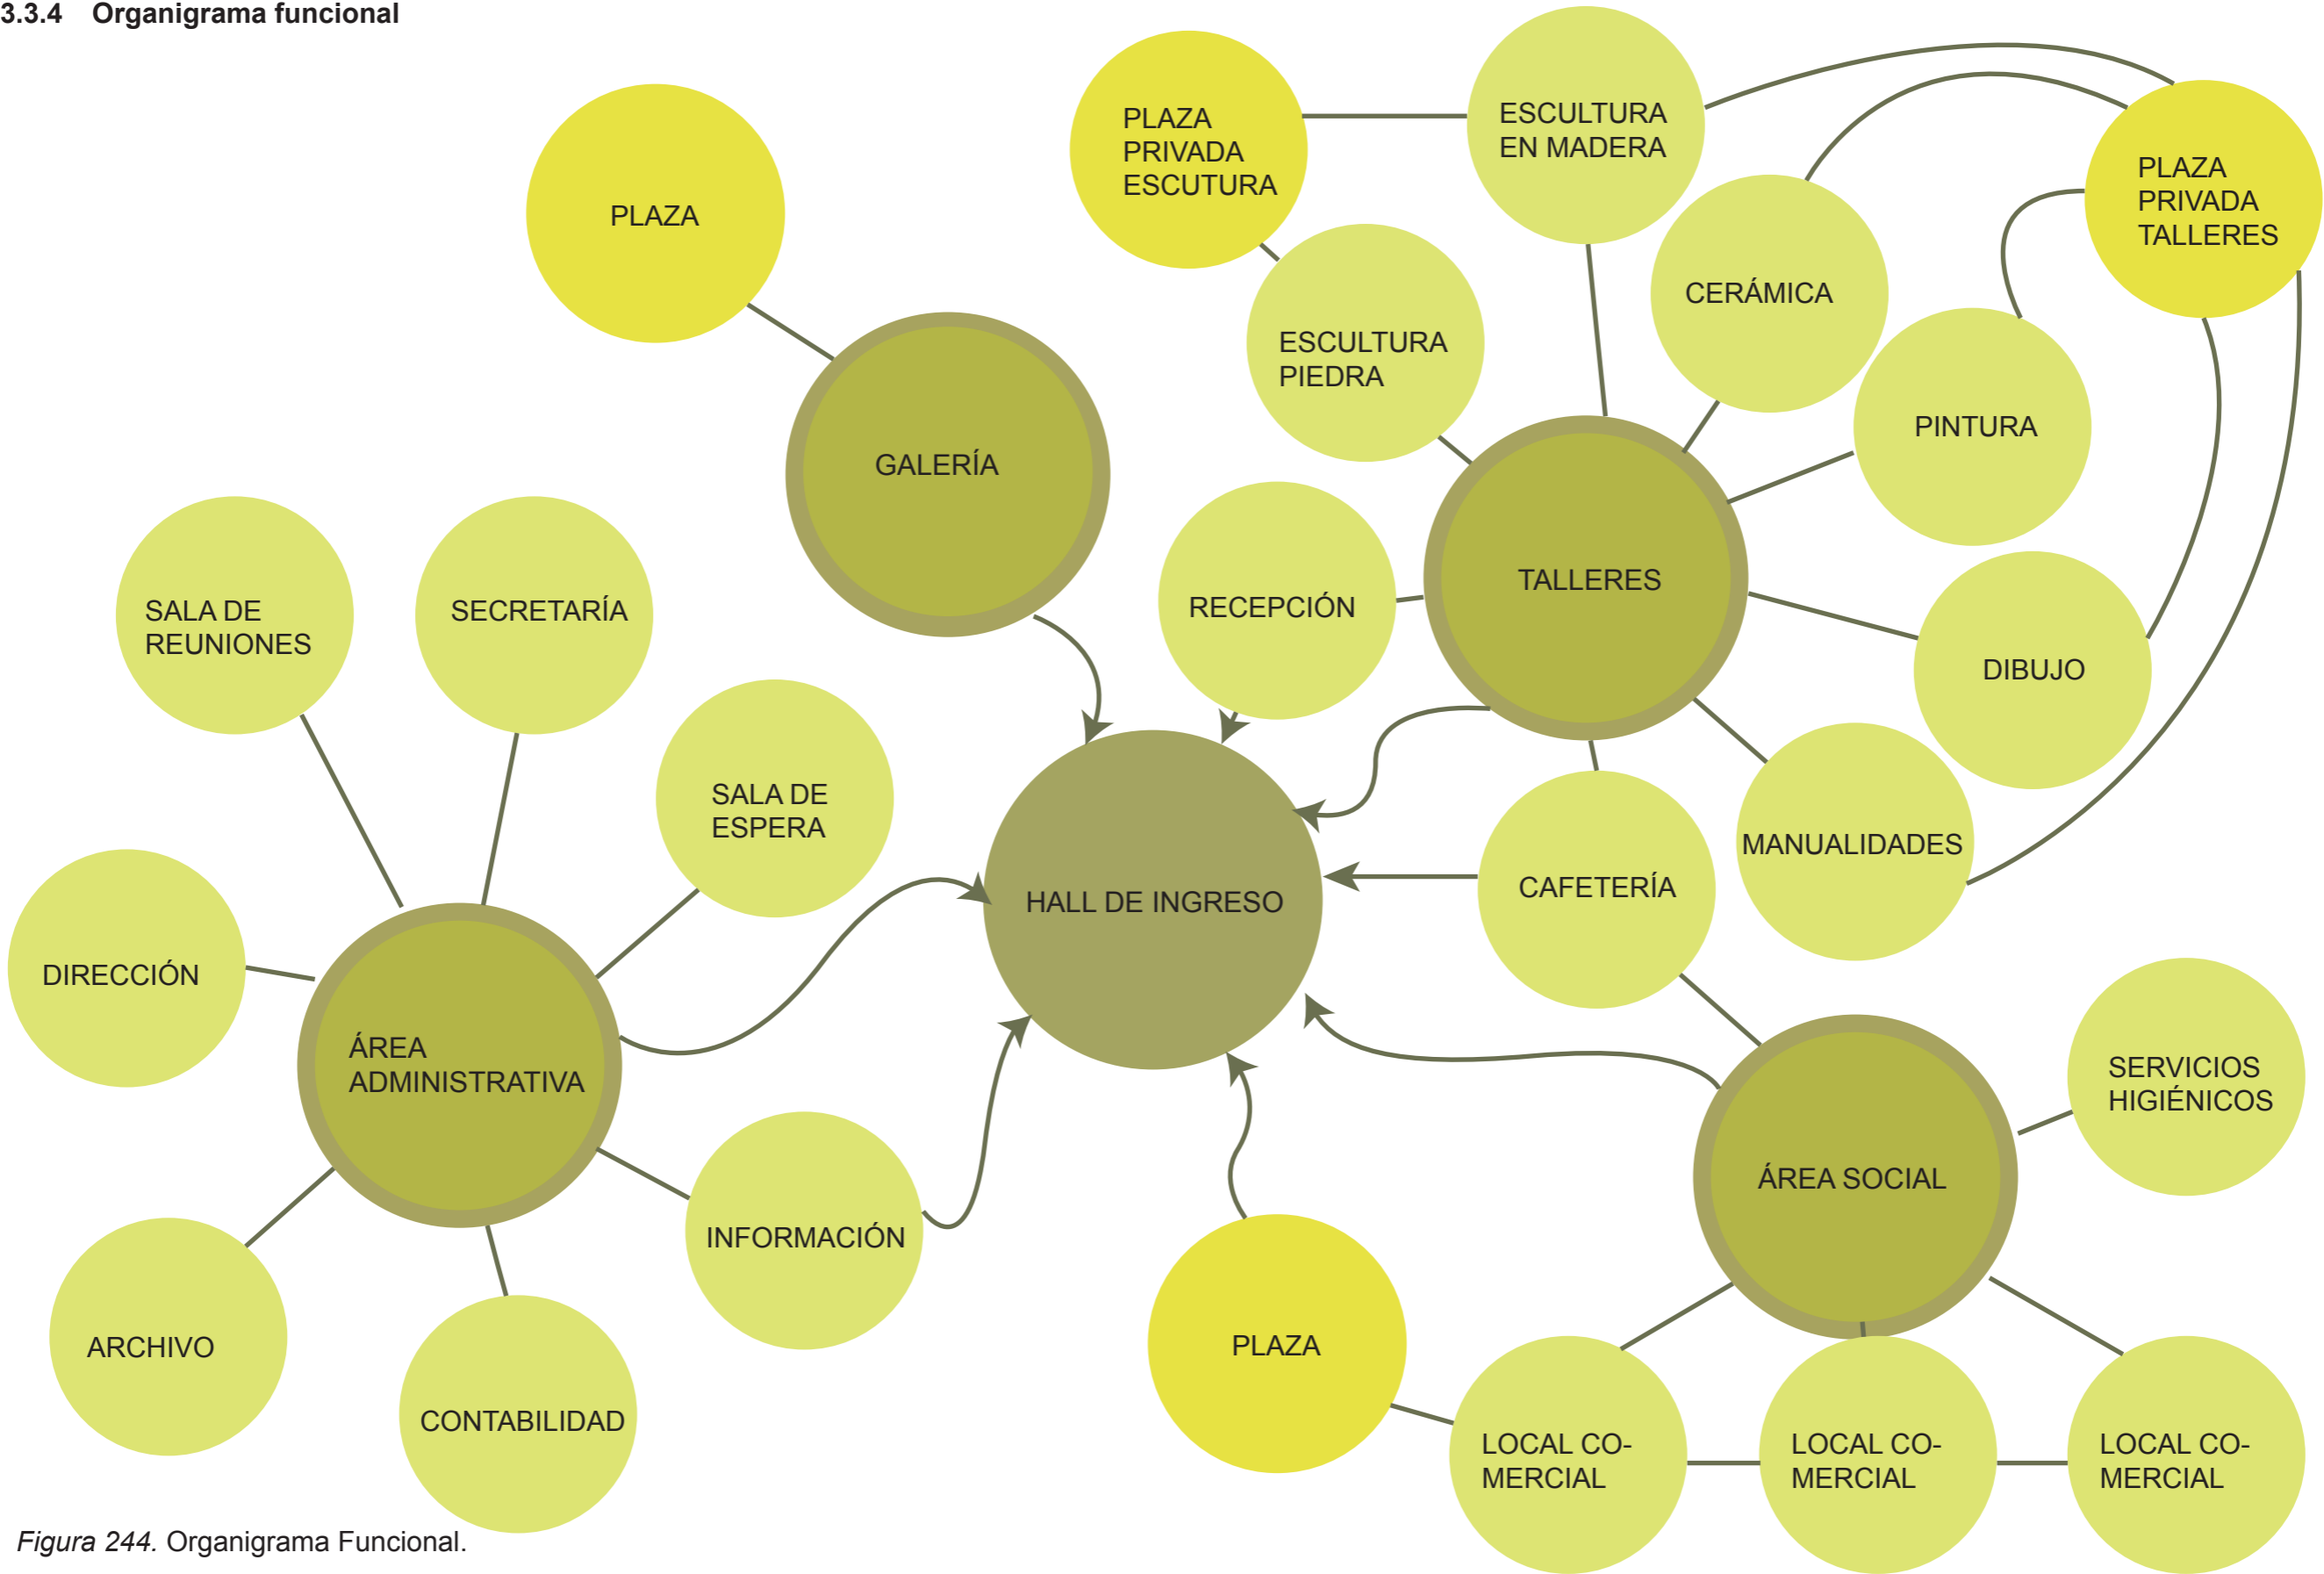 3.3.4 Organigrama funcional
PLAZA
PRIVADA
ESCUTURA
ESCULTURA
EN MADERA
PLAZA
PRIVADA
TALLERES
PLAZA
CERÁMICA
ESCULTURA
PIEDRA
PINTURA
GALERÍA
TALLERES
RECEPCIÓN
SALA DE
REUNIONES
SECRETARÍA
DIBUJO
SALA DE
ESPERA
MANUALIDADES
HALL DE INGRESO
CAFETERÍA
DIRECCIÓN
ÁREA
ADMINISTRATIVA
SERVICIOS
HIGIÉNICOS
ÁREA SOCIAL
INFORMACIÓN
ARCHIVO
PLAZA
CONTABILIDAD
LOCAL CO-
MERCIAL
LOCAL CO-
MERCIAL
LOCAL CO-
MERCIAL
Figura 244. Organigrama Funcional.